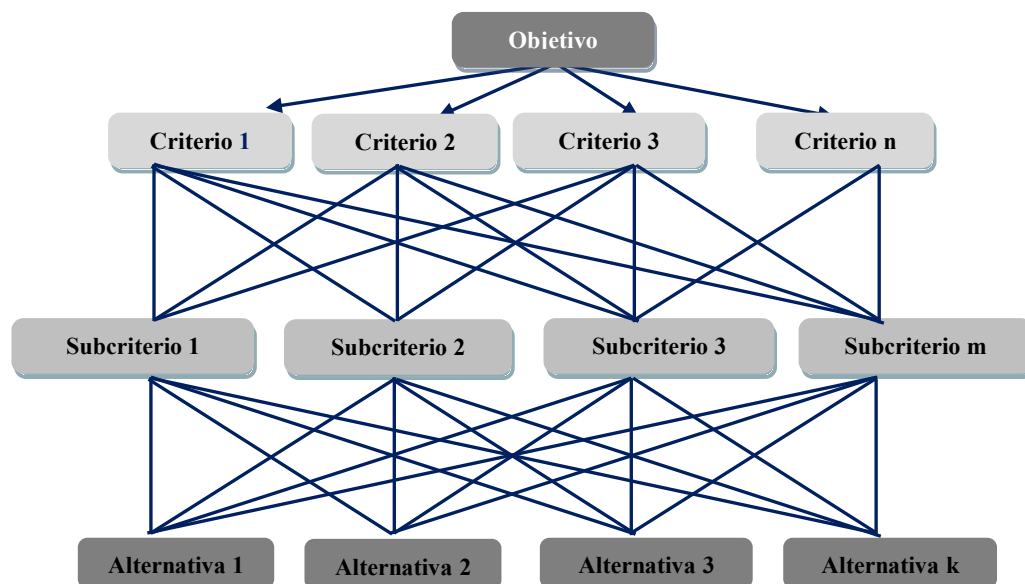 Objetivo
Criterio 1
Criterio 2
Criterio 3
Criterio n
Subcriterio 1
Subcriterio 2
Subcriterio 3
Subcriterio m
Alternativa 1
Alternativa 2
Alternativa 3
Alternativa k